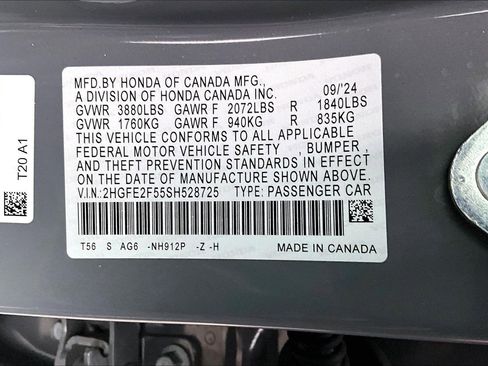 MFD.BY HONDA OF CANADA MFG.,
A DIVISION OF HONDA CANADA INC. 09/'24
GVWR 3880LBS GAWR F 2072LBS R 1840LBS
GVWR 1760KG GAWR F 940KG R 835KG
THIS VEHICLE CONFORMS TO ALL APPLICABLE
FEDERAL MOTOR VEHICLE SAFETY , BUMPER ,
AND THEFT PREVENTION STANDARDS IN EFFECT
ON THE DATE OF MANUFACTURE SHOWN ABOVE.
V.I.N.: 2HGFE2F55SH528725 TYPE: PASSENGER CAR
T56 S AG6 -NH912P -Z -H MADE IN CANADA
T20 A1